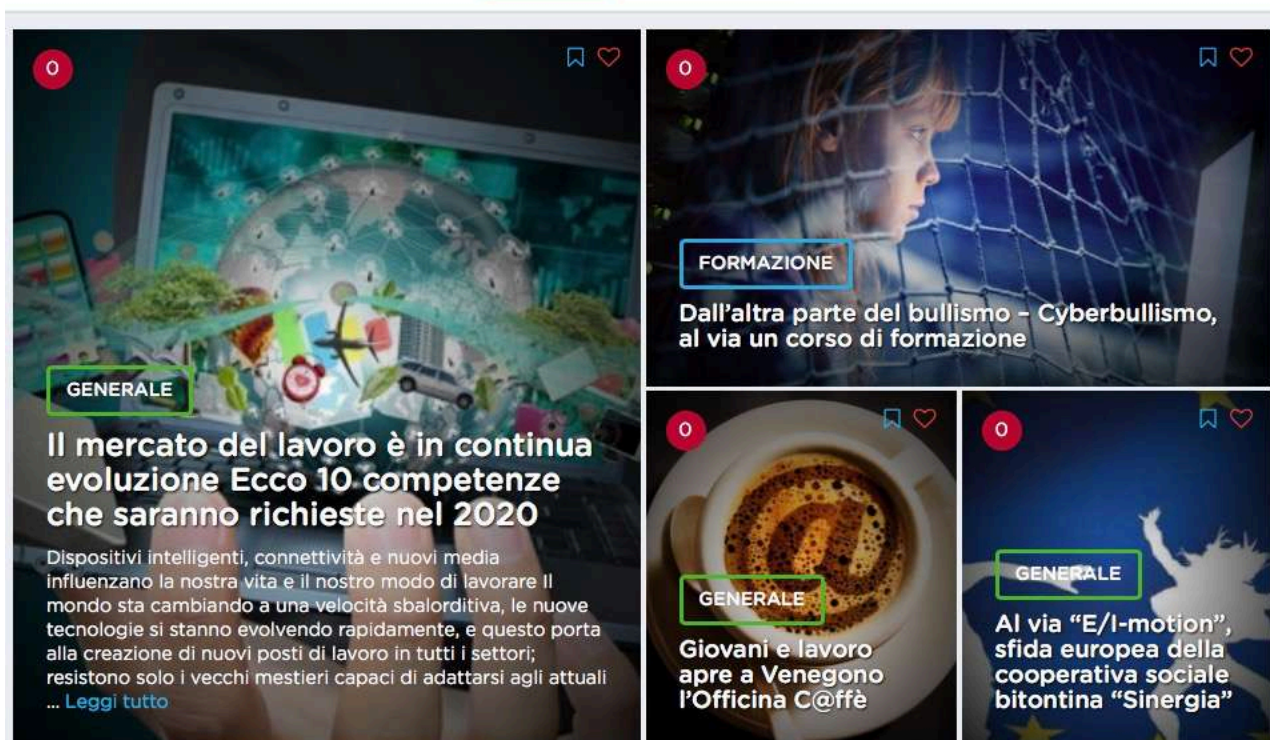 0
GENERALE
Il mercato del lavoro è in continua
evoluzione Ecco 10 competenze
che saranno richieste nel 2020
Dispositivi intelligenti, connettività e nuovi media
influenzano la nostra vita e il nostro modo di lavorare Il
mondo sta cambiando a una velocità sbalorditiva, le nuove
tecnologie si stanno evolvendo rapidamente, e questo porta
alla creazione di nuovi posti di lavoro in tutti i settori;
resistono solo i vecchi mestieri capaci di adattarsi agli attuali
... Leggi tutto
0
FORMAZIONE
Dall’altra parte del bullismo – Cyberbullismo,
al via un corso di formazione
0
@
GENERALE
Giovani e lavoro
apre a Venegono
l’Officina C@ffè
0
GENERALE
Al via “E/I-motion”,
sfida europea della
cooperativa sociale
bitontina “Sinergia”